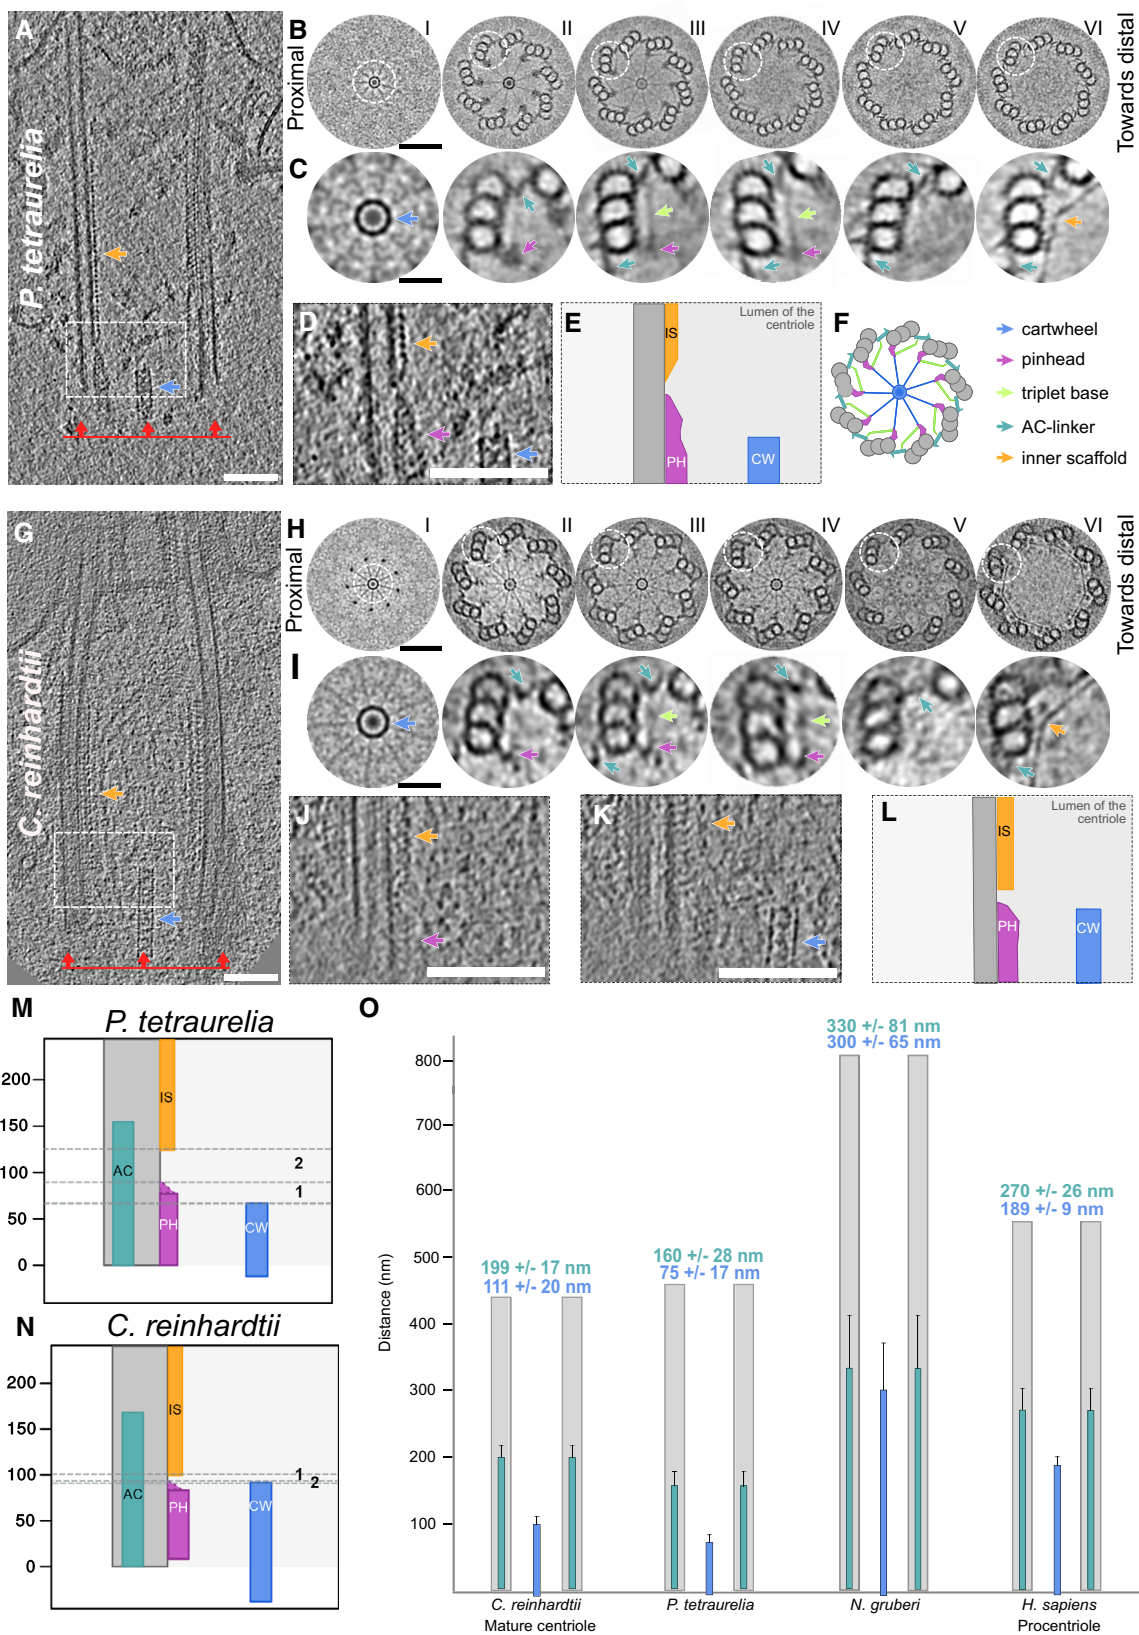 A
P. tetraurelia
B
Proximal
I
II
III
IV
V
VI
Towards distal
C
D
E
IS
PH
CW
Lumen of the
centriole
F
cartwheel
pinhead
triplet base
AC-linker
inner scaffold
G
C. reinhardtii
H
Proximal
I
II
III
IV
V
VI
Towards distal
I
J
K
L
IS
PH
CW
Lumen of the
centriole
M
P. tetraurelia
200
150
100
50
0
AC
IS
PH
CW
2
1
N
C. reinhardtii
200
150
100
50
0
AC
IS
PH
CW
1
2
O
Distance (nm)
800
700
600
500
400
300
200
100
199 +/- 17 nm
111 +/- 20 nm
160 +/- 28 nm
75 +/- 17 nm
330 +/- 81 nm
300 +/- 65 nm
270 +/- 26 nm
189 +/- 9 nm
C. reinhardtii
Mature centriole
P. tetraurelia
N. gruberi
H. sapiens
Procentriole